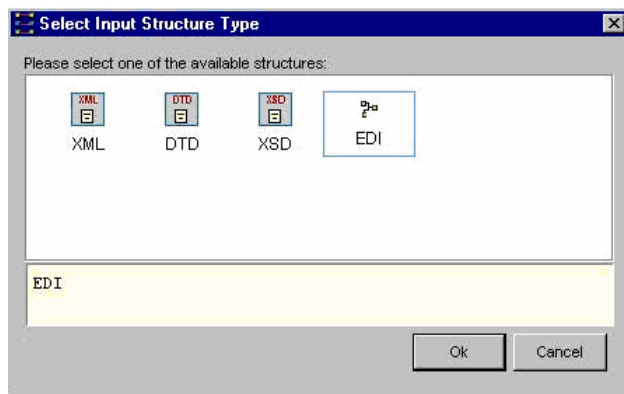 Select Input Structure Type
Please select one of the available structures:
XML DTD XSD
XML DTD XSD EDI
EDI
Ok Cancel